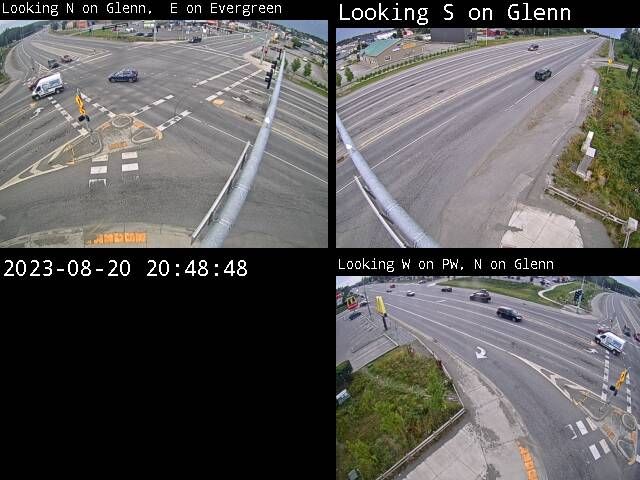 Looking N on Glenn,  E on Evergreen
Looking S on Glenn
2023-08-20 20:48:48
Looking W on PW, N on Glenn